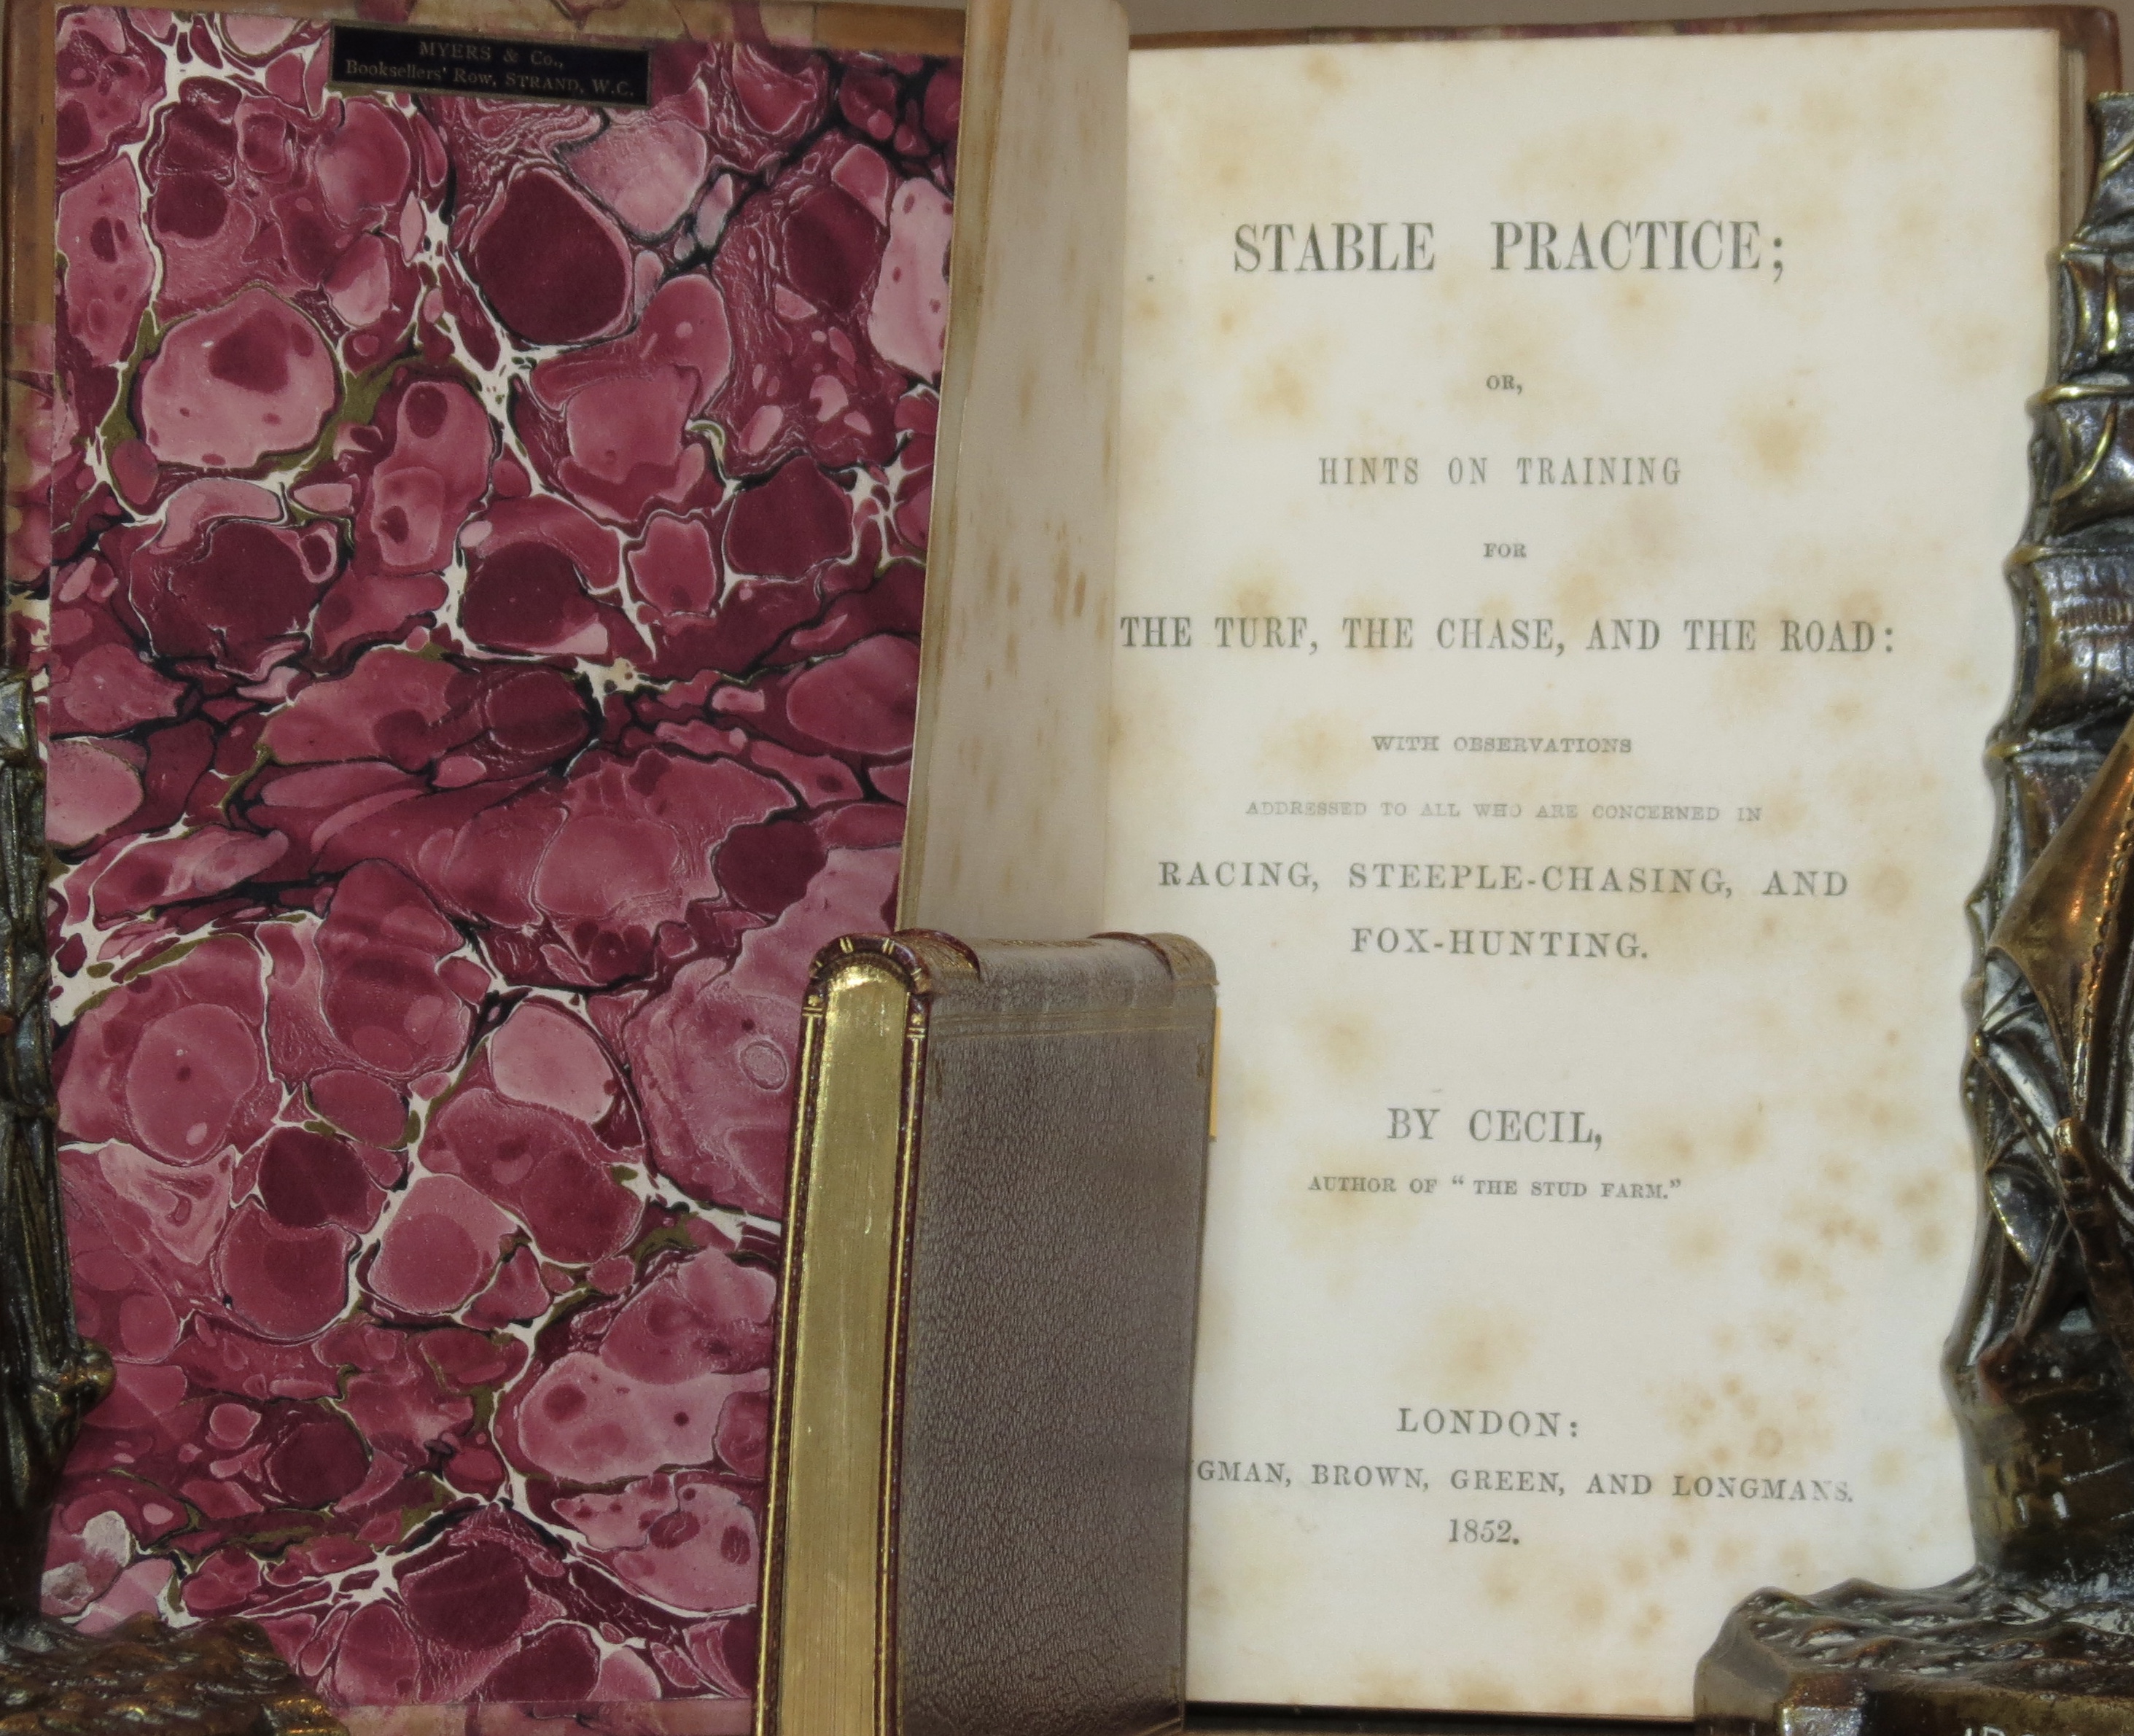 MYERS & Co.,
Booksellers' Row, STRAND, W.C.
STABLE PRACTICE;
OR,
HINTS ON TRAINING
FOR
THE TURF, THE CHASE, AND THE ROAD:
WITH OBSERVATIONS
ADDRESSED TO ALL WHO ARE CONCERNED IN
RACING, STEEPLE-CHASING, AND
FOX-HUNTING.
BY CECIL,
AUTHOR OF "THE STUD FARM."
LONDON:
GMAN, BROWN, GREEN, AND LONGMANS.
1852.